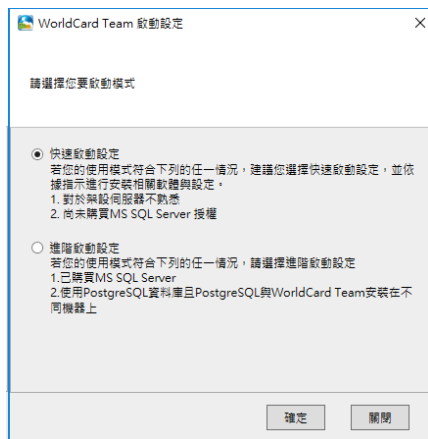 WorldCard Team 啟動設定
請選擇您要啟動模式
快速啟動設定
若您的使用模式符合下列的任一情況，建議您選擇快速啟動設定，並依
據指示進行安裝相關軟體與設定。
1. 對於架設伺服器不熟悉
2. 尚未購買MS SQL Server 授權
進階啟動設定
若您的使用模式符合下列的任一情況，請選擇進階啟動設定
1.已購買MS SQL Server
2.使用PostgreSQL資料庫且PostgreSQL與WorldCard Team安裝在不
同機器上
確定
關閉